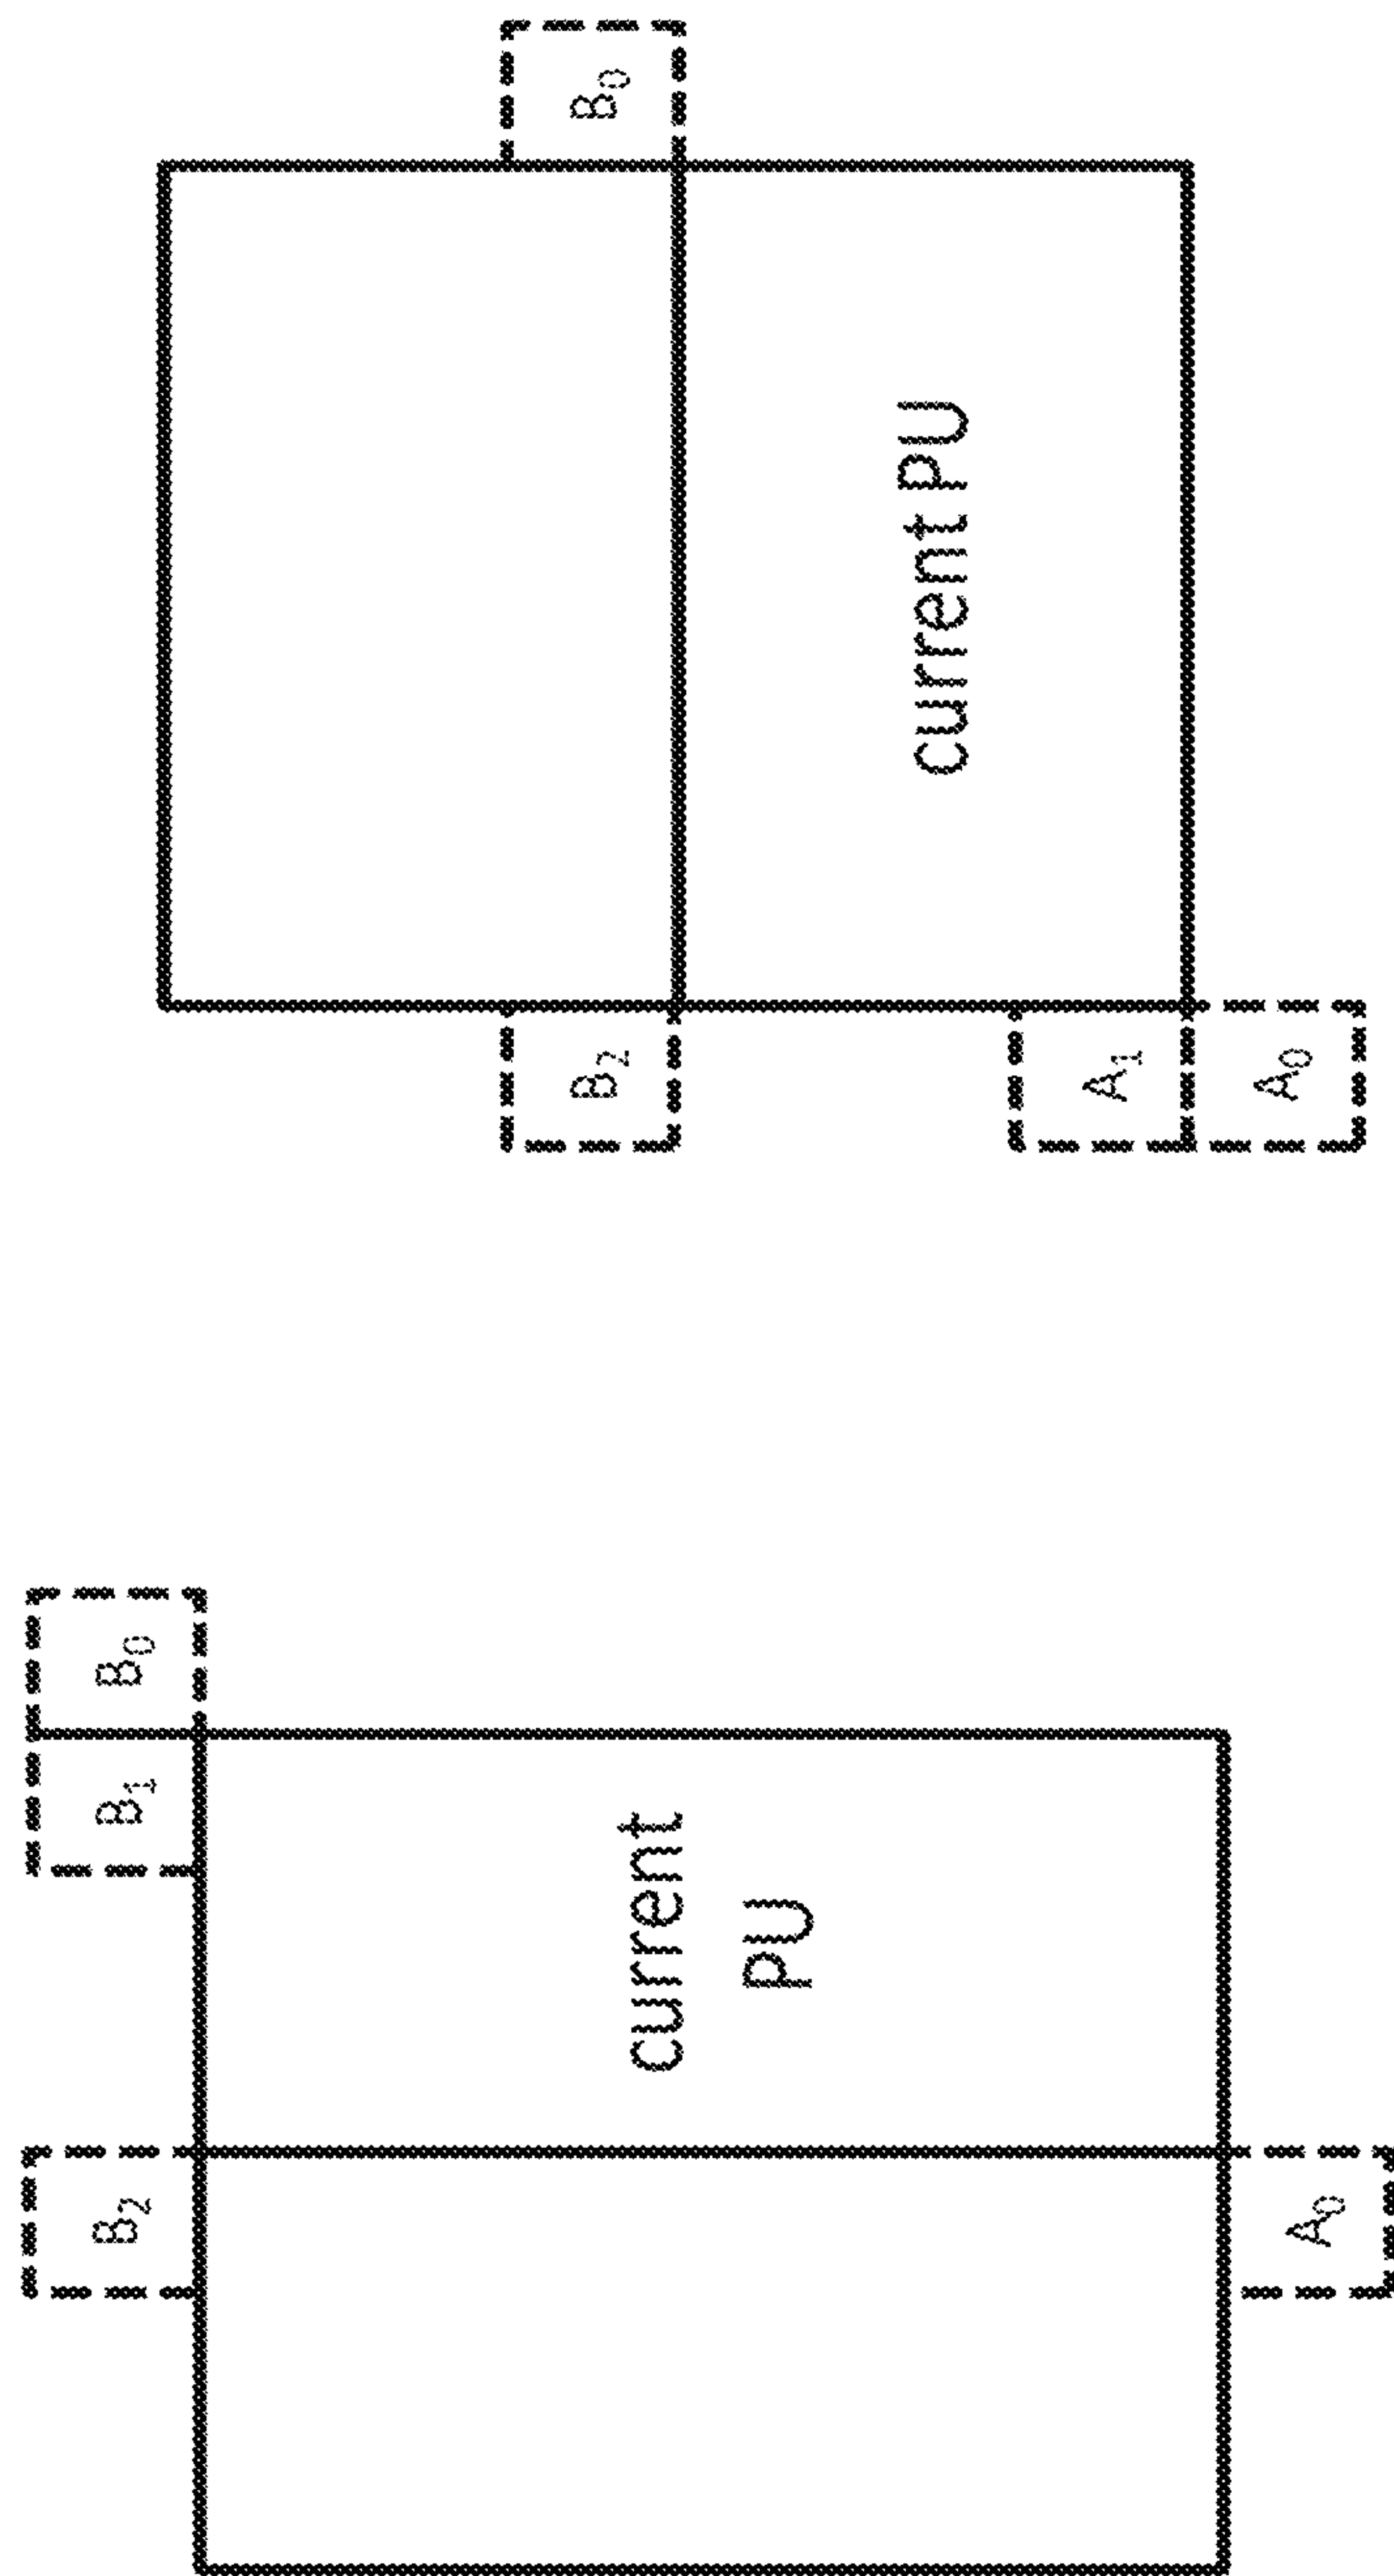 B₂ B₁ B₀
current
PU
A₀
B₂ B₀
current PU
A₁
A₀